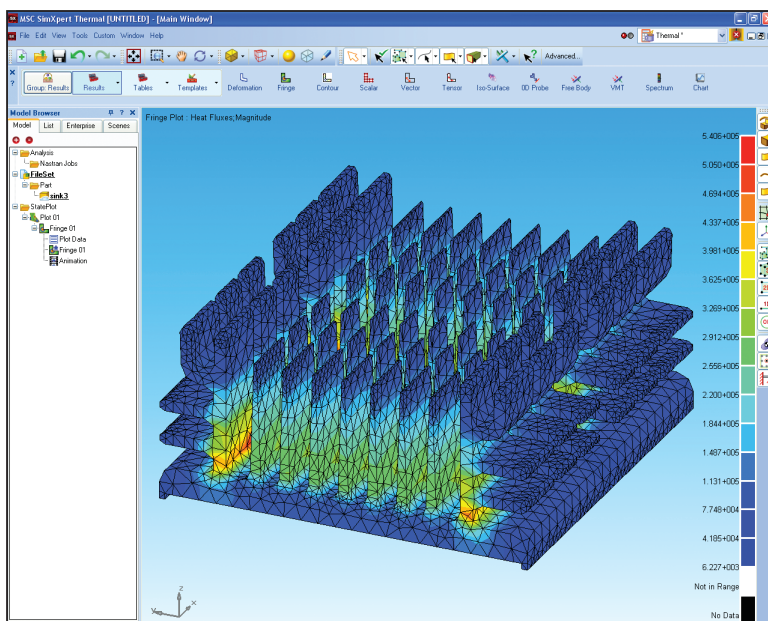 MSC SimXpert Thermal [UNTITLED] - [Main Window]
File Edit View Tools Custom Window Help
Thermal *
Advanced...
Group: Results
Results
Tables
Templates
Deformation
Fringe
Contour
Scalar
Vector
Tensor
Iso-Surface
0D Probe
Free Body
VMT
Spectrum
Chart
Model Browser
Model List Enterprise Scenes
Analysis
Nastran Jobs
FileSet
Part
sink3
StatePlot
Plot 01
Fringe 01
Plot Data
Fringe 01
Animation
Fringe Plot : Heat Fluxes;Magnitude
5.406+005
5.050+005
4.694+005
4.337+005
3.981+005
3.625+005
3.269+005
2.912+005
2.556+005
2.200+005
1.844+005
1.487+005
1.131+005
7.748+004
4.185+004
6.227+003
Not in Range
No Data
z
y
x